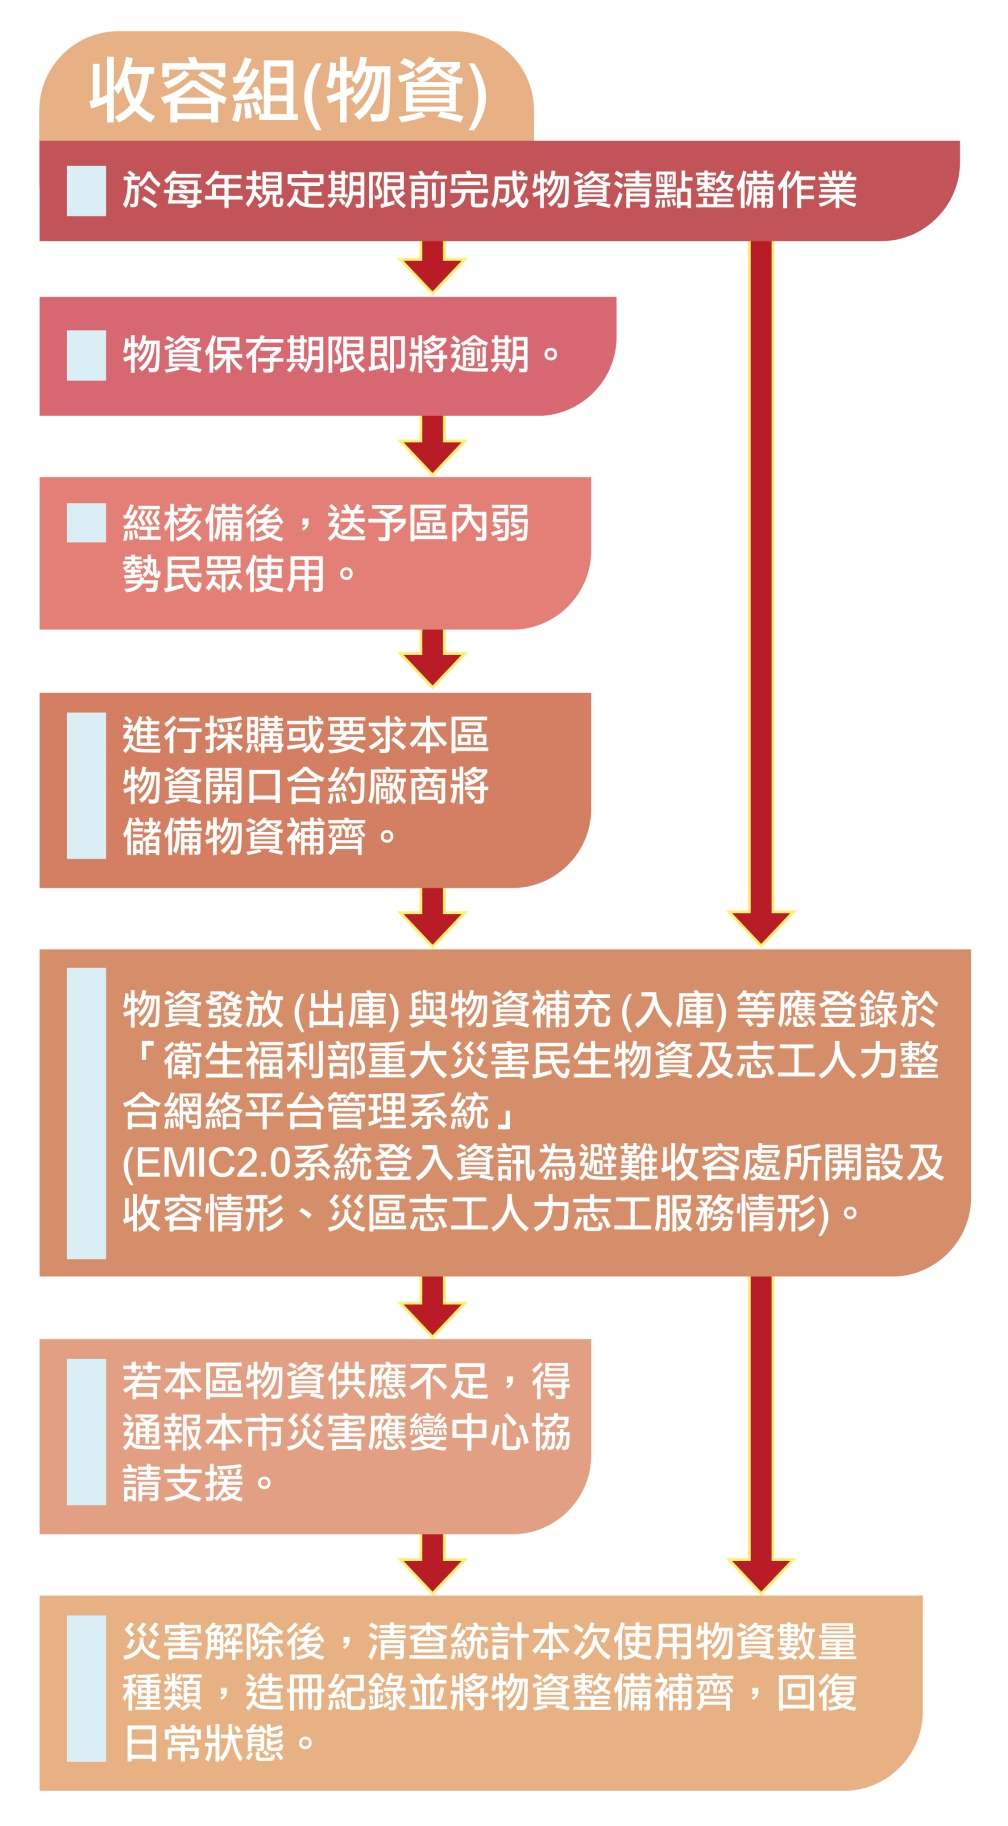 收容組(物資)
於每年規定期限前完成物資清點整備作業
物資保存期限即將逾期。
經核備後，送予區內弱
勢民眾使用。
進行採購或要求本區
物資開口合約廠商將
儲備物資補齊。
物資發放(出庫)與物資補充(入庫)等應登錄於
「衛生福利部重大災害民生物資及志工人力整
合網絡平台管理系統」
(EMIC2.0系統登入資訊為避難收容處所開設及
收容情形、災區志工人力志工服務情形)。
若本區物資供應不足，得
通報本市災害應變中心協
請支援。
災害解除後，清查統計本次使用物資數量
種類，造冊紀錄並將物資整備補齊，回復
日常狀態。